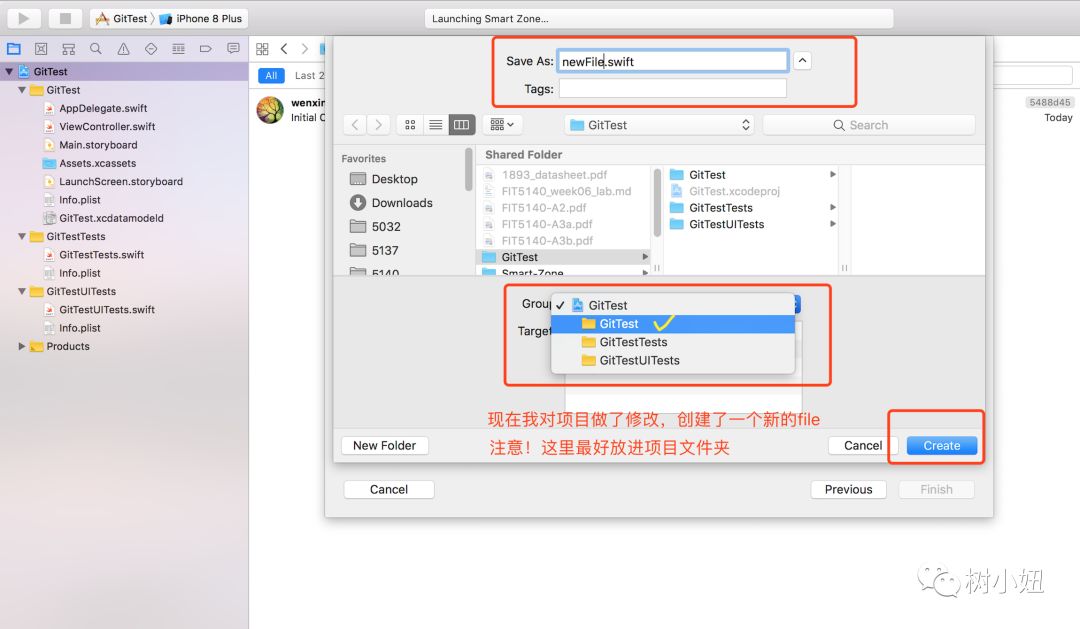 GitTest
iPhone 8 Plus
Launching Smart Zone...
GitTest
GitTest
AppDelegate.swift
ViewController.swift
Main.storyboard
Assets.xcassets
LaunchScreen.storyboard
Info.plist
GitTest.xcdatamodeld
GitTestTests
GitTestTests.swift
Info.plist
GitTestUITests
GitTestUITests.swift
Info.plist
Products
All
Last 2
wenxin
Initial C
5488d45
Today
Save As:
newFile.swift
Tags:
GitTest
Search
Favorites
Desktop
Downloads
5032
5137
5140
Shared Folder
1893_datasheet.pdf
FIT5140_week06_lab.md
FIT5140-A2.pdf
FIT5140-A3a.pdf
FIT5140-A3b.pdf
GitTest
Smart-Zone
GitTest
GitTest.xcodeproj
GitTestTests
GitTestUITests
Group
GitTest
GitTest
GitTestTests
GitTestUITests
Target
现在我对项目做了修改，创建了一个新的file
注意！这里最好放进项目文件夹
New Folder
Cancel
Create
Cancel
Previous
Finish
树小妞